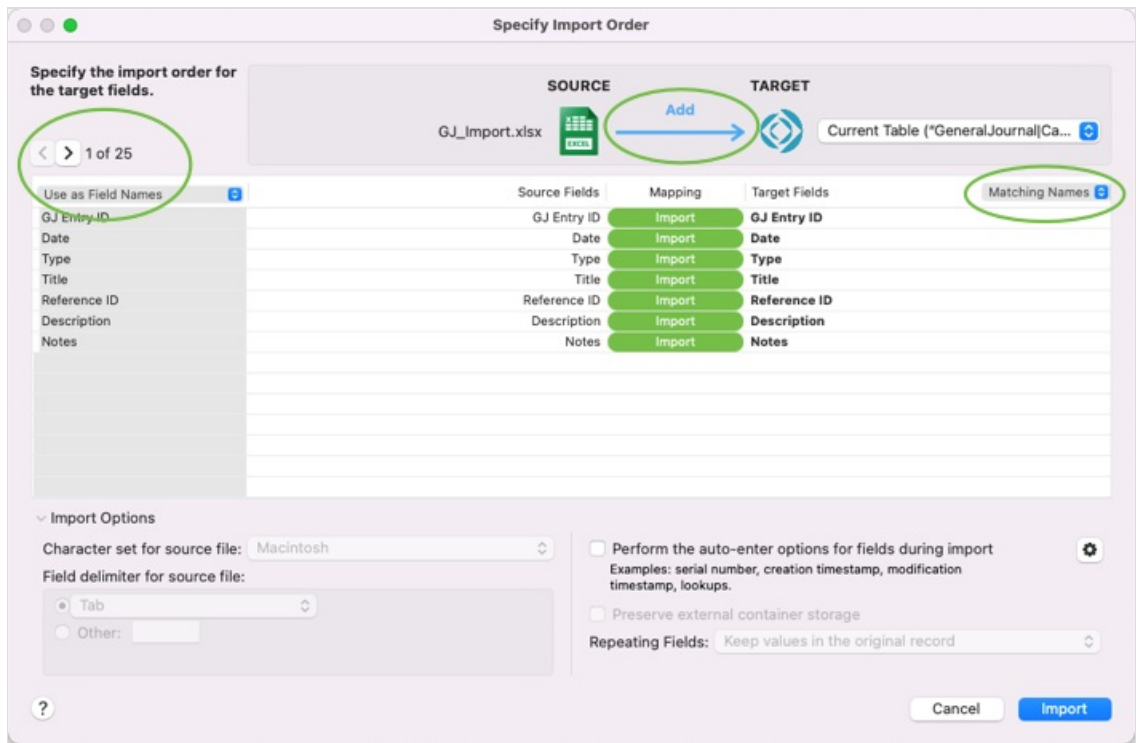 Specify Import Order
Specify the import order for
the target fields.
SOURCE
TARGET
GJ_Import.xlsx
EXCEL
Add
Current Table ("GeneralJournal|Ca...
1 of 25
Use as Field Names
Source Fields
Mapping
Target Fields
Matching Names
GJ Entry ID GJ Entry ID Import GJ Entry ID
Date Date Import Date
Type Type Import Type
Title Title Import Title
Reference ID Reference ID Import Reference ID
Description Description Import Description
Notes Notes Import Notes
Import Options
Character set for source file: Macintosh
Field delimiter for source file:
Tab
Other:
Perform the auto-enter options for fields during import
Examples: serial number, creation timestamp, modification
timestamp, lookups.
Preserve external container storage
Repeating Fields: Keep values in the original record
?
Cancel
Import